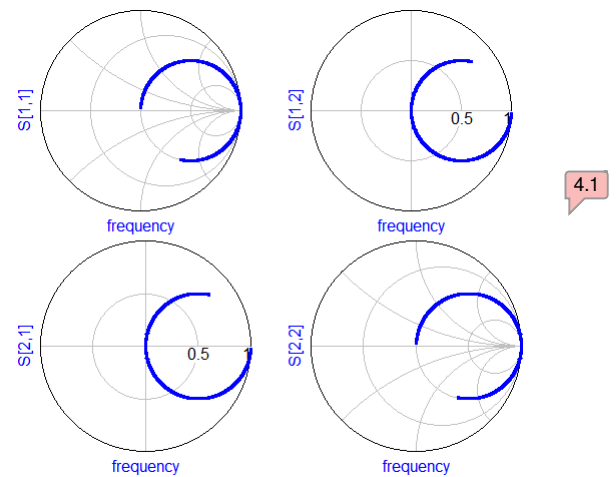 S[1,1]
frequency
S[1,2]
0.5
1
frequency
4.1
S[2,1]
0.5
1
frequency
S[2,2]
frequency